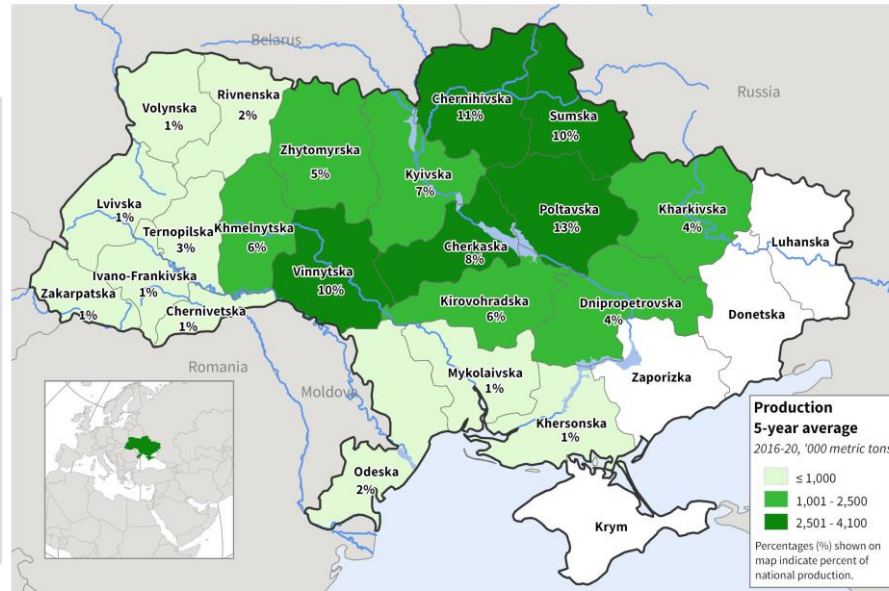 Belarus
Russia
Volynska
1%
Rivnenska
2%
Zhytomyrska
5%
Chernihivska
11%
Sumska
10%
Kyivska
7%
Lvivska
1%
Ternopilska
3%
Khmelnytska
6%
Poltavska
13%
Kharkivska
4%
Luhanska
Cherkaska
8%
Vinnytska
10%
Ivano-Frankivska
1%
Zakarpatska
1%
Chernivetska
1%
Kirovohradska
6%
Dnipropetrovska
4%
Donetska
Romania
Moldova
Mykolaivska
1%
Zaporizka
Khersonska
1%
Odeska
2%
Krym
Production
5-year average
2016-20, '000 metric tons
≤ 1,000
1,001 - 2,500
2,501 - 4,100
Percentages (%) shown on
map indicate percent of
national production.